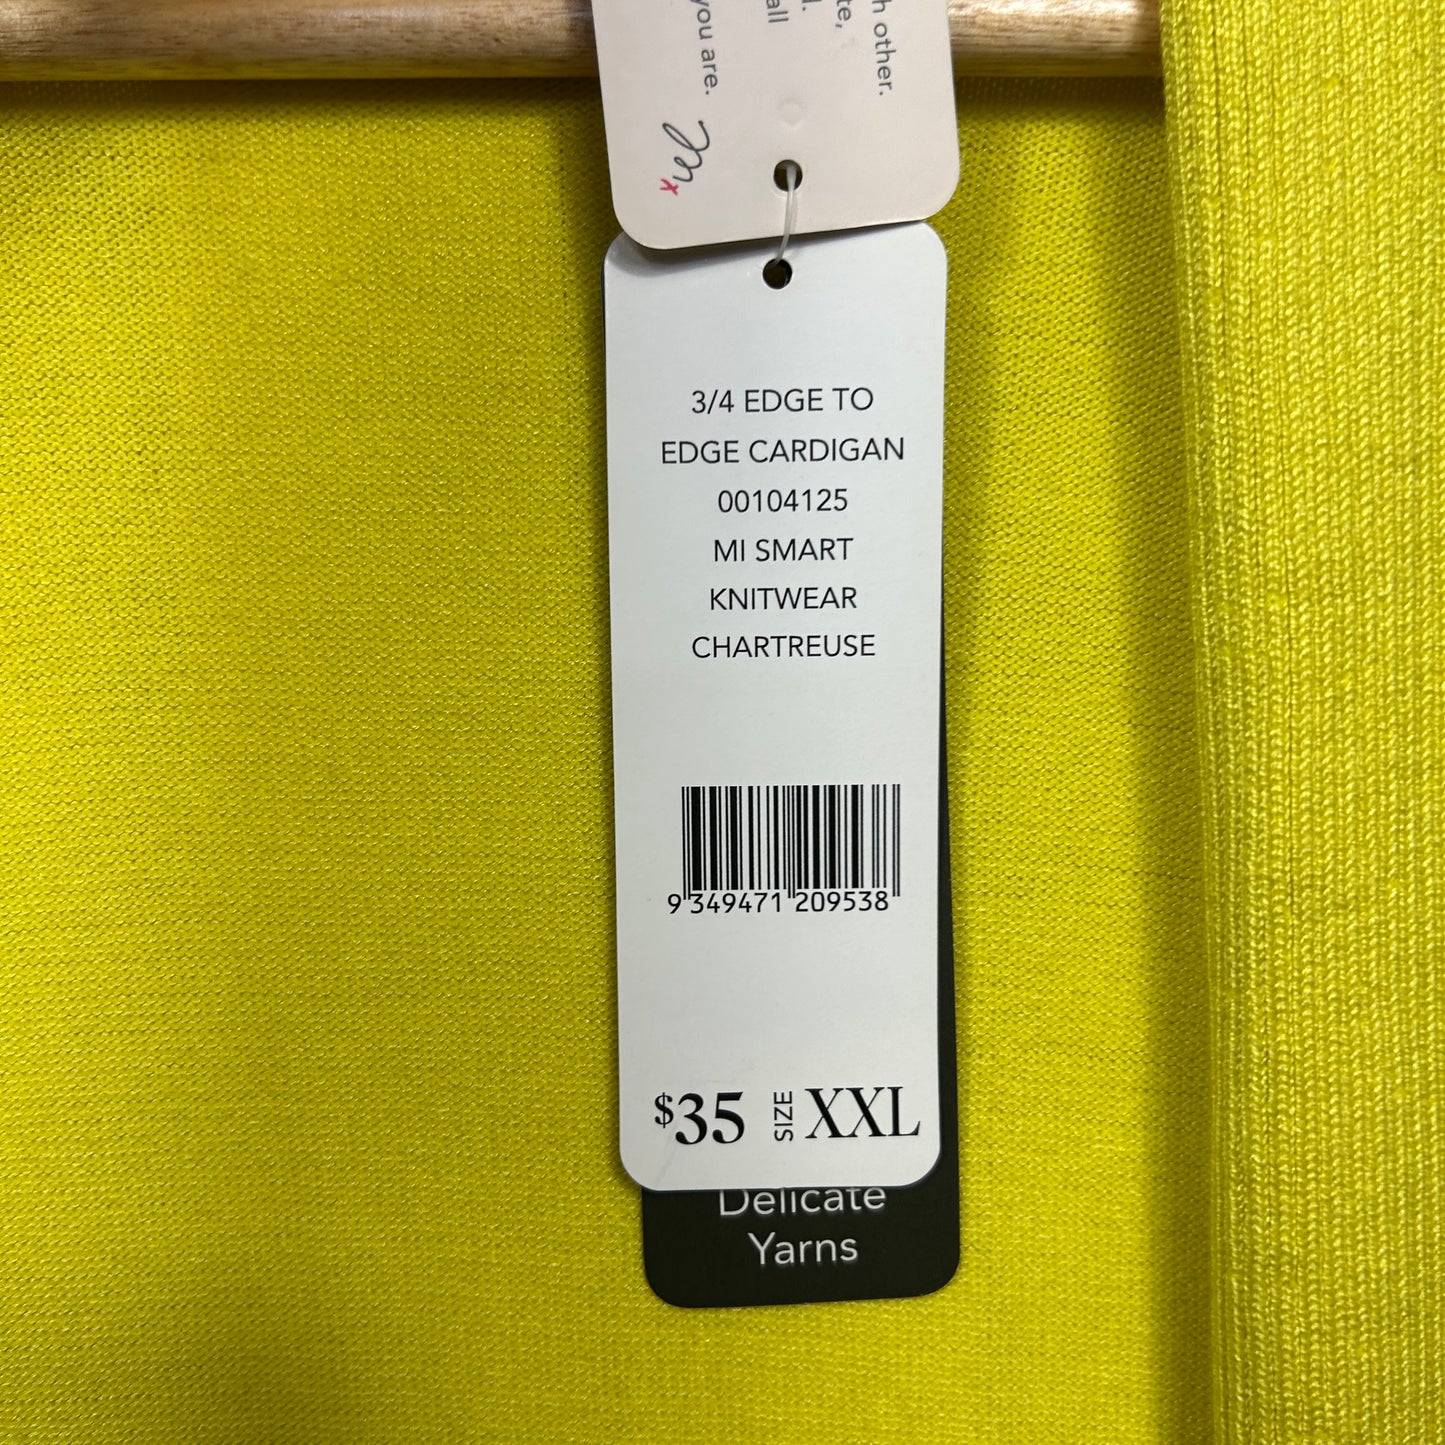 h other.
te,
d.
all
you are.
x
3/4 EDGE TO
EDGE CARDIGAN
00104125
MI SMART
KNITWEAR
CHARTREUSE
9 349471 209538
$35 SIZE XXL
Delicate
Yarns